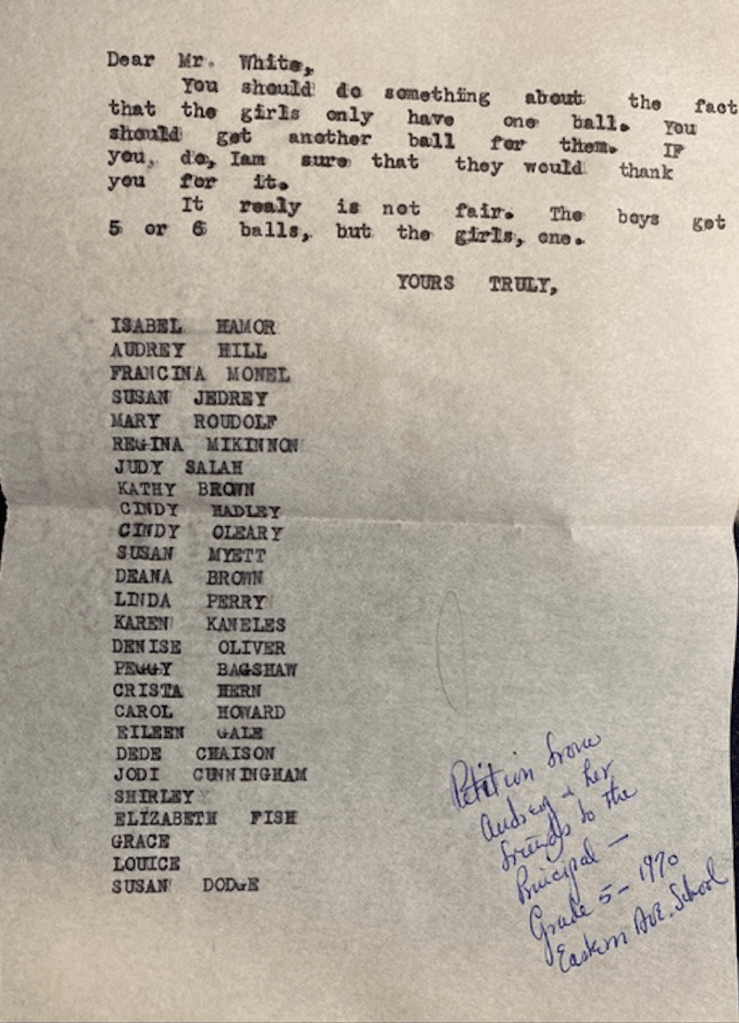 Dear Mr. White,
You should do something about the fact
that the girls only have one ball. You
should get another ball for them. IF
you, do, Iam sure that they would thank
you for it.
It realy is not fair. The boys get
5 or 6 balls, but the girls, one.
YOURS TRULY,
ISABEL HAMOR
AUDREY HILL
FRANCINA MONEL
SUSAN JEDREY
MARY ROUDOLF
REGINA MIKINNON
JUDY SALAH
KATHY BROWN
CINDY HADLEY
CINDY OLEARY
SUSAN MYETT
DEANA BROWN
LINDA PERRY
KAREN KANELES
DENISE OLIVER
PEGGY BAGSHAW
CRISTA HERN
CAROL HOWARD
EILEEN GALE
DEDE CHAISON
JODI CUNNINGHAM
SHIRLEY
ELIZABETH FISH
GRACE
LOUICE
SUSAN DODGE
Petition from
Audrey + her
friends to the
Principal —
Grade 5 - 1970
Eastern Ave. School